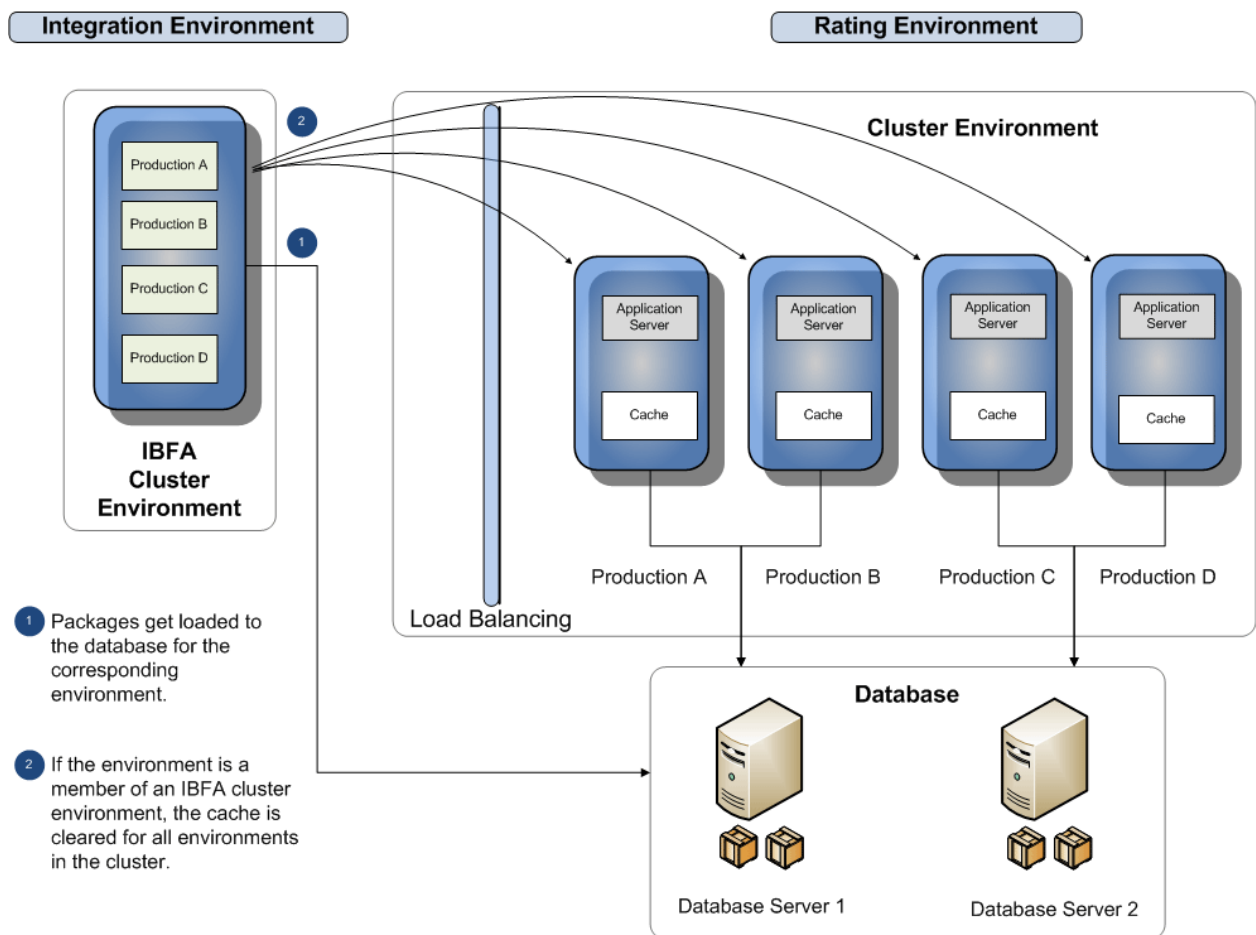 Integration Environment
Rating Environment
2
Cluster Environment
Production A
Production B
1
Production C
Production D
Application
Server
Application
Server
Application
Server
Application
Server
Cache
Cache
Cache
Cache
IBFA
Cluster
Environment
Production A
Production B
Production C
Production D
Load Balancing
1
Packages get loaded to
the database for the
corresponding
environment.
2
If the environment is a
member of an IBFA cluster
environment, the cache is
cleared for all environments
in the cluster.
Database
Database Server 1
Database Server 2